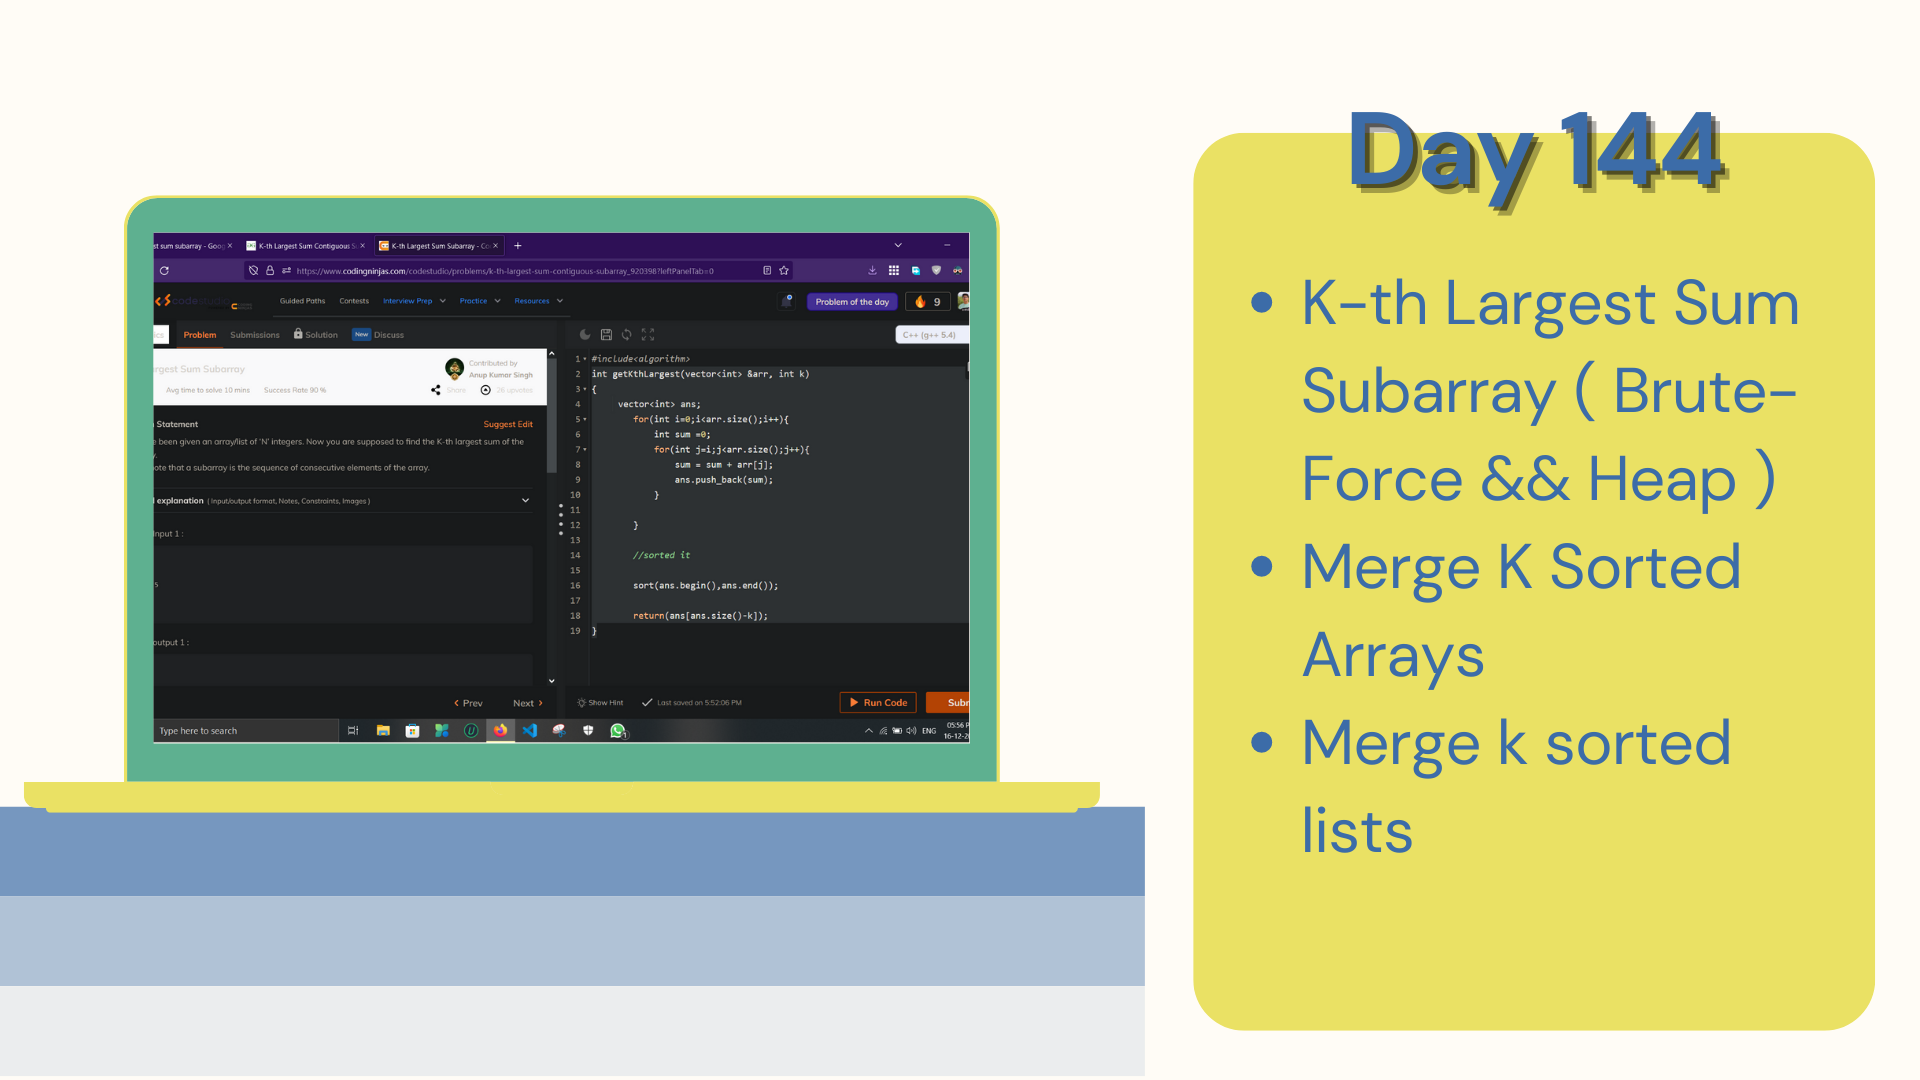 st sum subarray - Goog
K-th Largest Sum Contiguous S
K-th Largest Sum Subarray - Co
https://www.codingninjas.com/codestudio/problems/k-th-largest-sum-contiguous-subarray_920398?leftPanelTab=0
codestudio
Guided Paths Contests Interview Prep Practice Resources
Problem of the day 9
Problem Submissions Solution New Discuss
C++ (g++ 5.4)
rgest Sum Subarray
Contributed by
Anup Kumar Singh
Avg time to solve 10 mins Success Rate 90 % Share 26 upvotes
Statement Suggest Edit
been given an array/list of 'N' integers. Now you are supposed to find the K-th largest sum of the
y.
ote that a subarray is the sequence of consecutive elements of the array.
explanation ( Input/output format, Notes, Constraints, Images )
nput 1 :
utput 1 :
Prev Next
1 #include<algorithm>
2 int getKthLargest(vector<int> &arr, int k)
3 {
4 vector<int> ans;
5 for(int i=0;i<arr.size();i++){
6 int sum =0;
7 for(int j=i;j<arr.size();j++){
8 sum = sum + arr[j];
9 ans.push_back(sum);
10 }
11
12 }
13
14 //sorted it
15
16 sort(ans.begin(),ans.end());
17
18 return(ans[ans.size()-k]);
19 }
Show Hint Last saved on 5:52:06 PM Run Code Subr
Type here to search
ENG
05:56 P
16-12-2
Day 144
• K-th Largest Sum
Subarray ( Brute-
Force && Heap )
• Merge K Sorted
Arrays
• Merge k sorted
lists